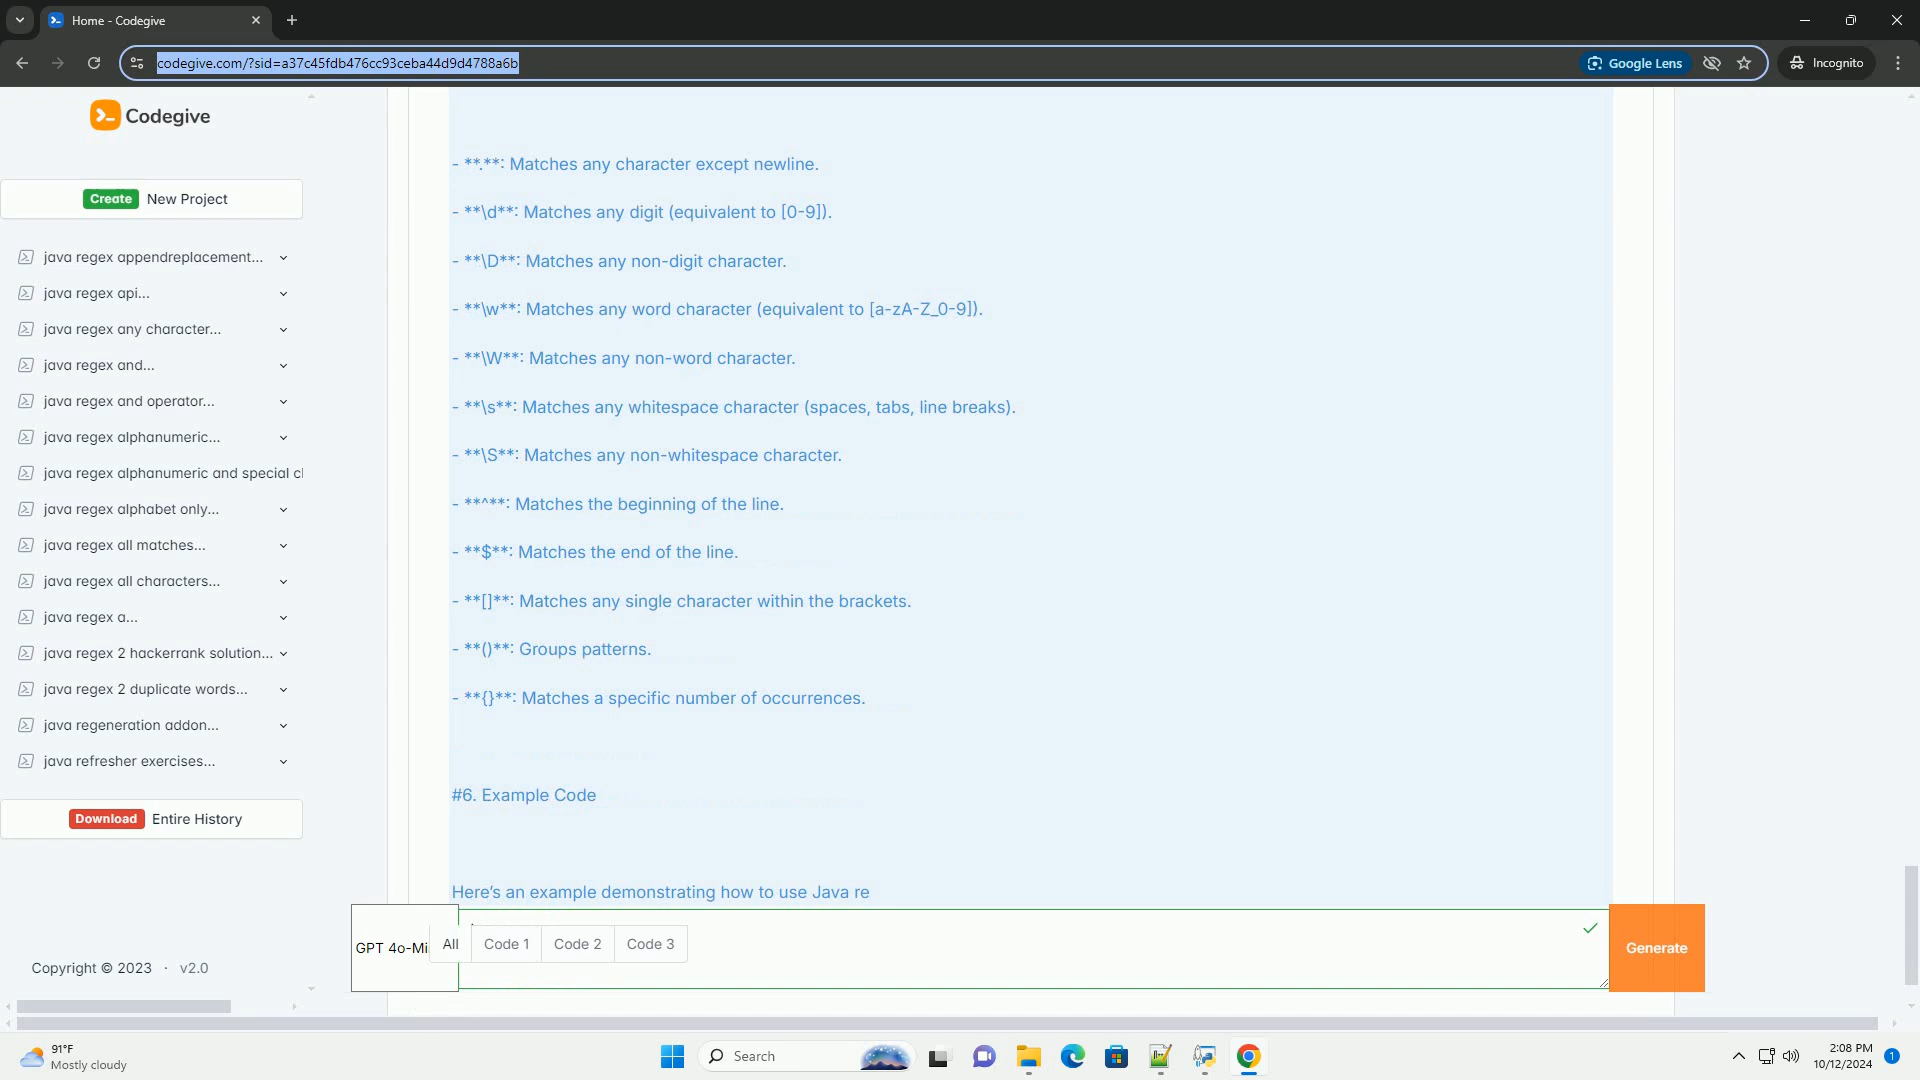 Home - Codegive
codegive.com/?sid=a37c45fdb476cc93ceba44d9d4788a6b
Google Lens
Incognito
Codegive
Create New Project
java regex appendreplacement...
java regex api...
java regex any character...
java regex and...
java regex and operator...
java regex alphanumeric...
java regex alphanumeric and special cl
java regex alphabet only...
java regex all matches...
java regex all characters...
java regex a...
java regex 2 hackerrank solution...
java regex 2 duplicate words...
java regeneration addon...
java refresher exercises...
Download Entire History
Copyright © 2023 · v2.0
- **.**: Matches any character except newline.
- **\d**: Matches any digit (equivalent to [0-9]).
- **\D**: Matches any non-digit character.
- **\w**: Matches any word character (equivalent to [a-zA-Z_0-9]).
- **\W**: Matches any non-word character.
- **\s**: Matches any whitespace character (spaces, tabs, line breaks).
- **\S**: Matches any non-whitespace character.
- **^**: Matches the beginning of the line.
- **$**: Matches the end of the line.
- **[]**: Matches any single character within the brackets.
- **()**: Groups patterns.
- **{}**: Matches a specific number of occurrences.
#6. Example Code
Here's an example demonstrating how to use Java re
GPT 4o-Mi
All Code 1 Code 2 Code 3
Generate
91°F
Mostly cloudy
Search
2:08 PM
10/12/2024
1